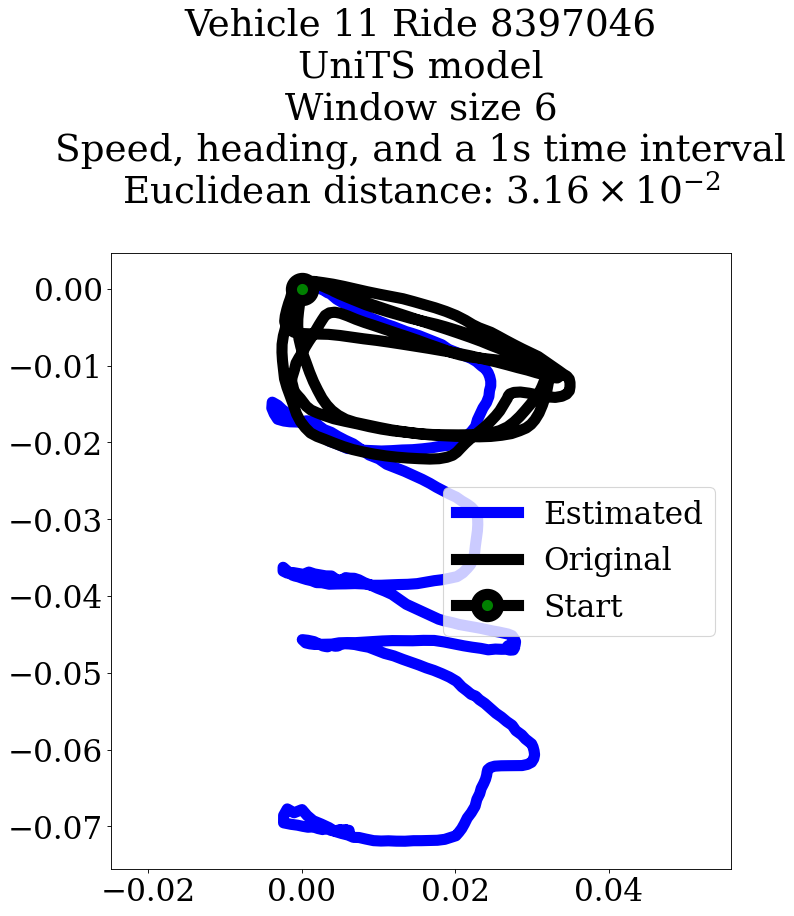 Vehicle 11 Ride 8397046
UniTS model
Window size 6
Speed, heading, and a 1s time interval
Euclidean distance: 3.16 × 10⁻²
0.00
−0.01
−0.02
−0.03
−0.04
−0.05
−0.06
−0.07
Estimated
Original
Start
−0.02 0.00 0.02 0.04